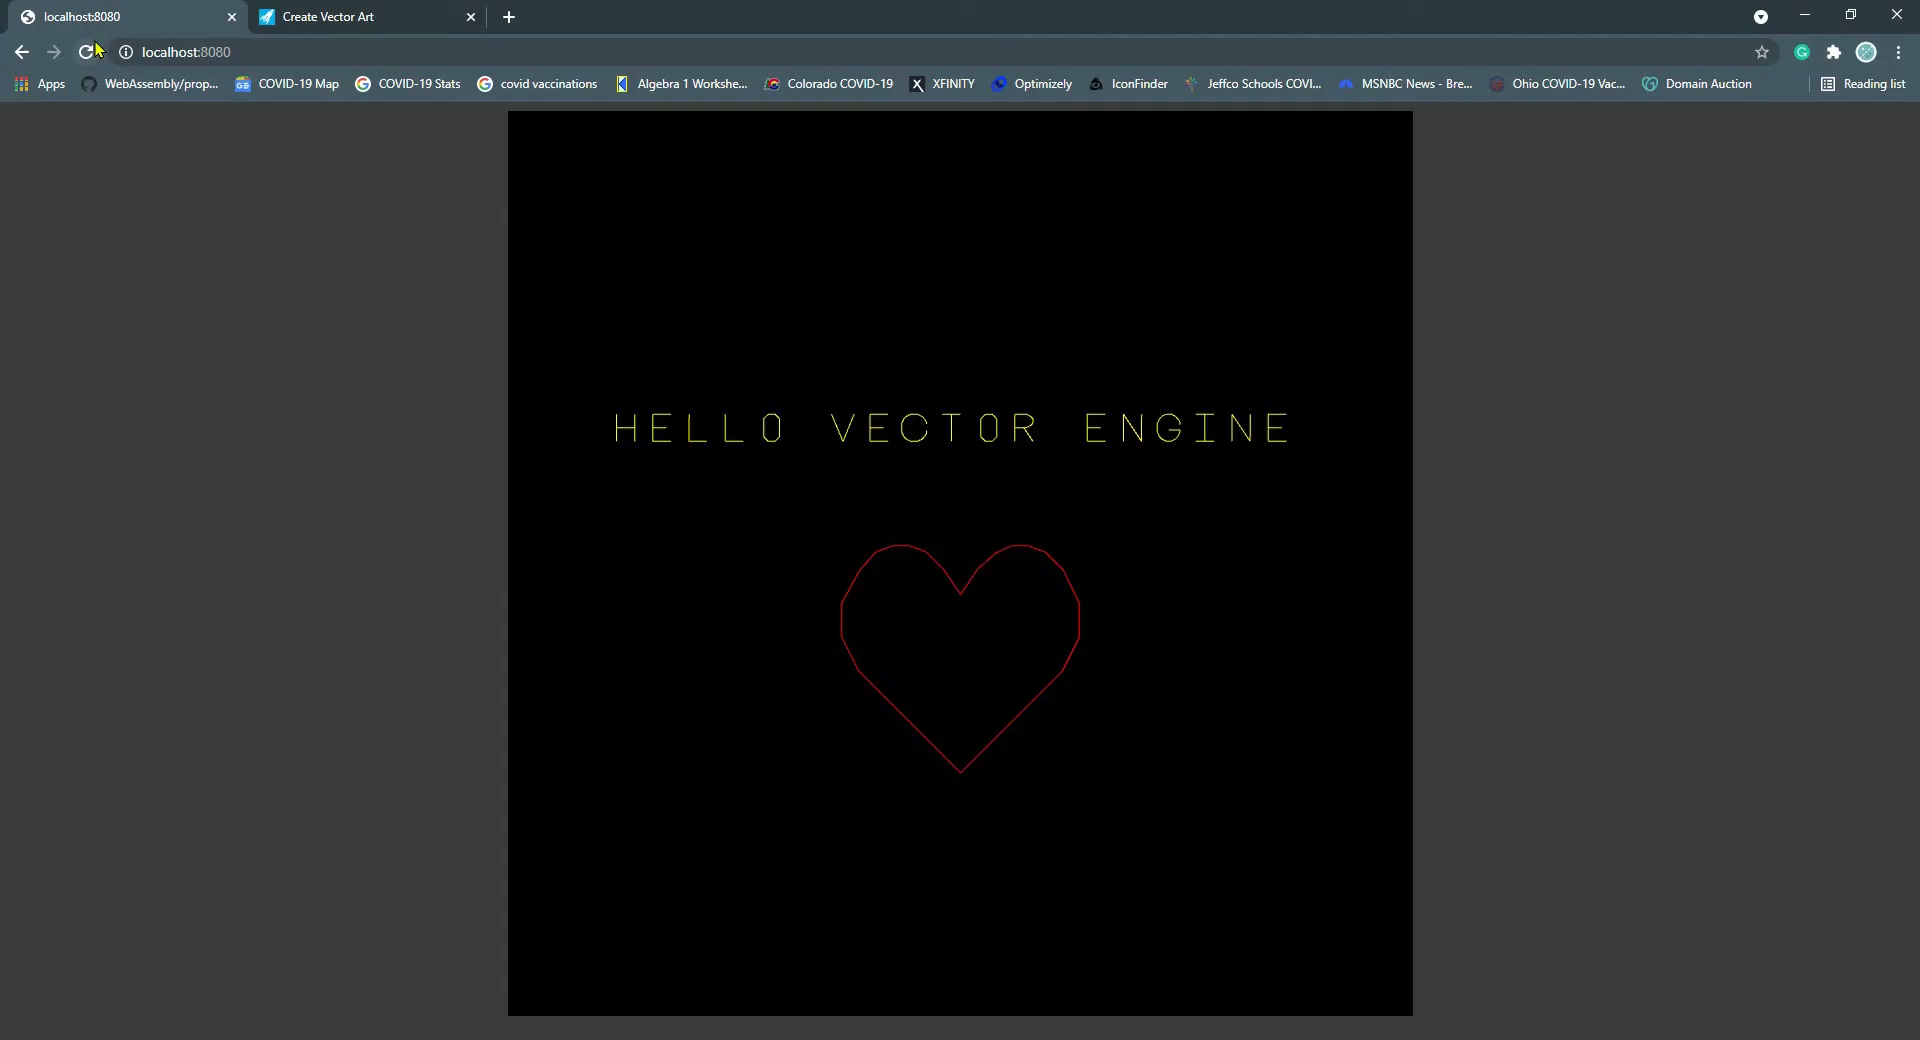 localhost:8080
Create Vector Art
localhost:8080
Apps
WebAssembly/prop...
COVID-19 Map
COVID-19 Stats
covid vaccinations
Algebra 1 Workshe...
Colorado COVID-19
XFINITY
Optimizely
IconFinder
Jeffco Schools COVI...
MSNBC News - Bre...
Ohio COVID-19 Vac...
Domain Auction
Reading list
HELLO VECTOR ENGINE